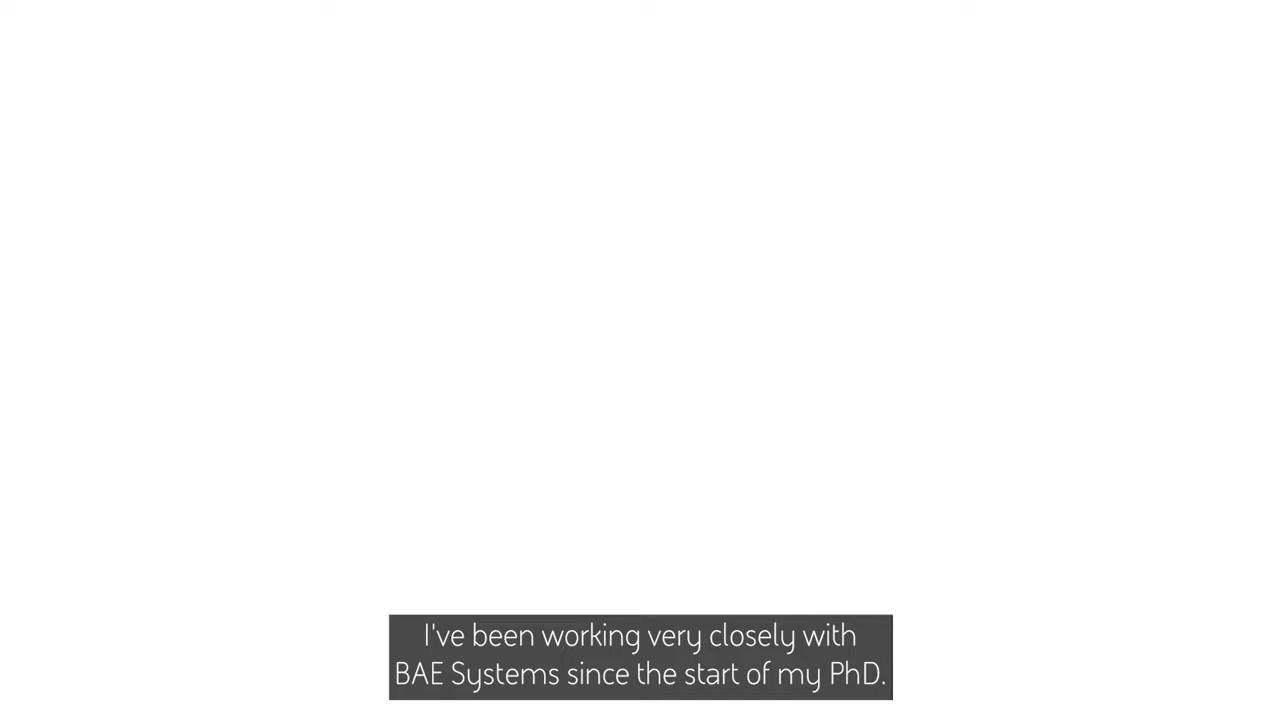 I've been working very closely with
BAE Systems since the start of my PhD.